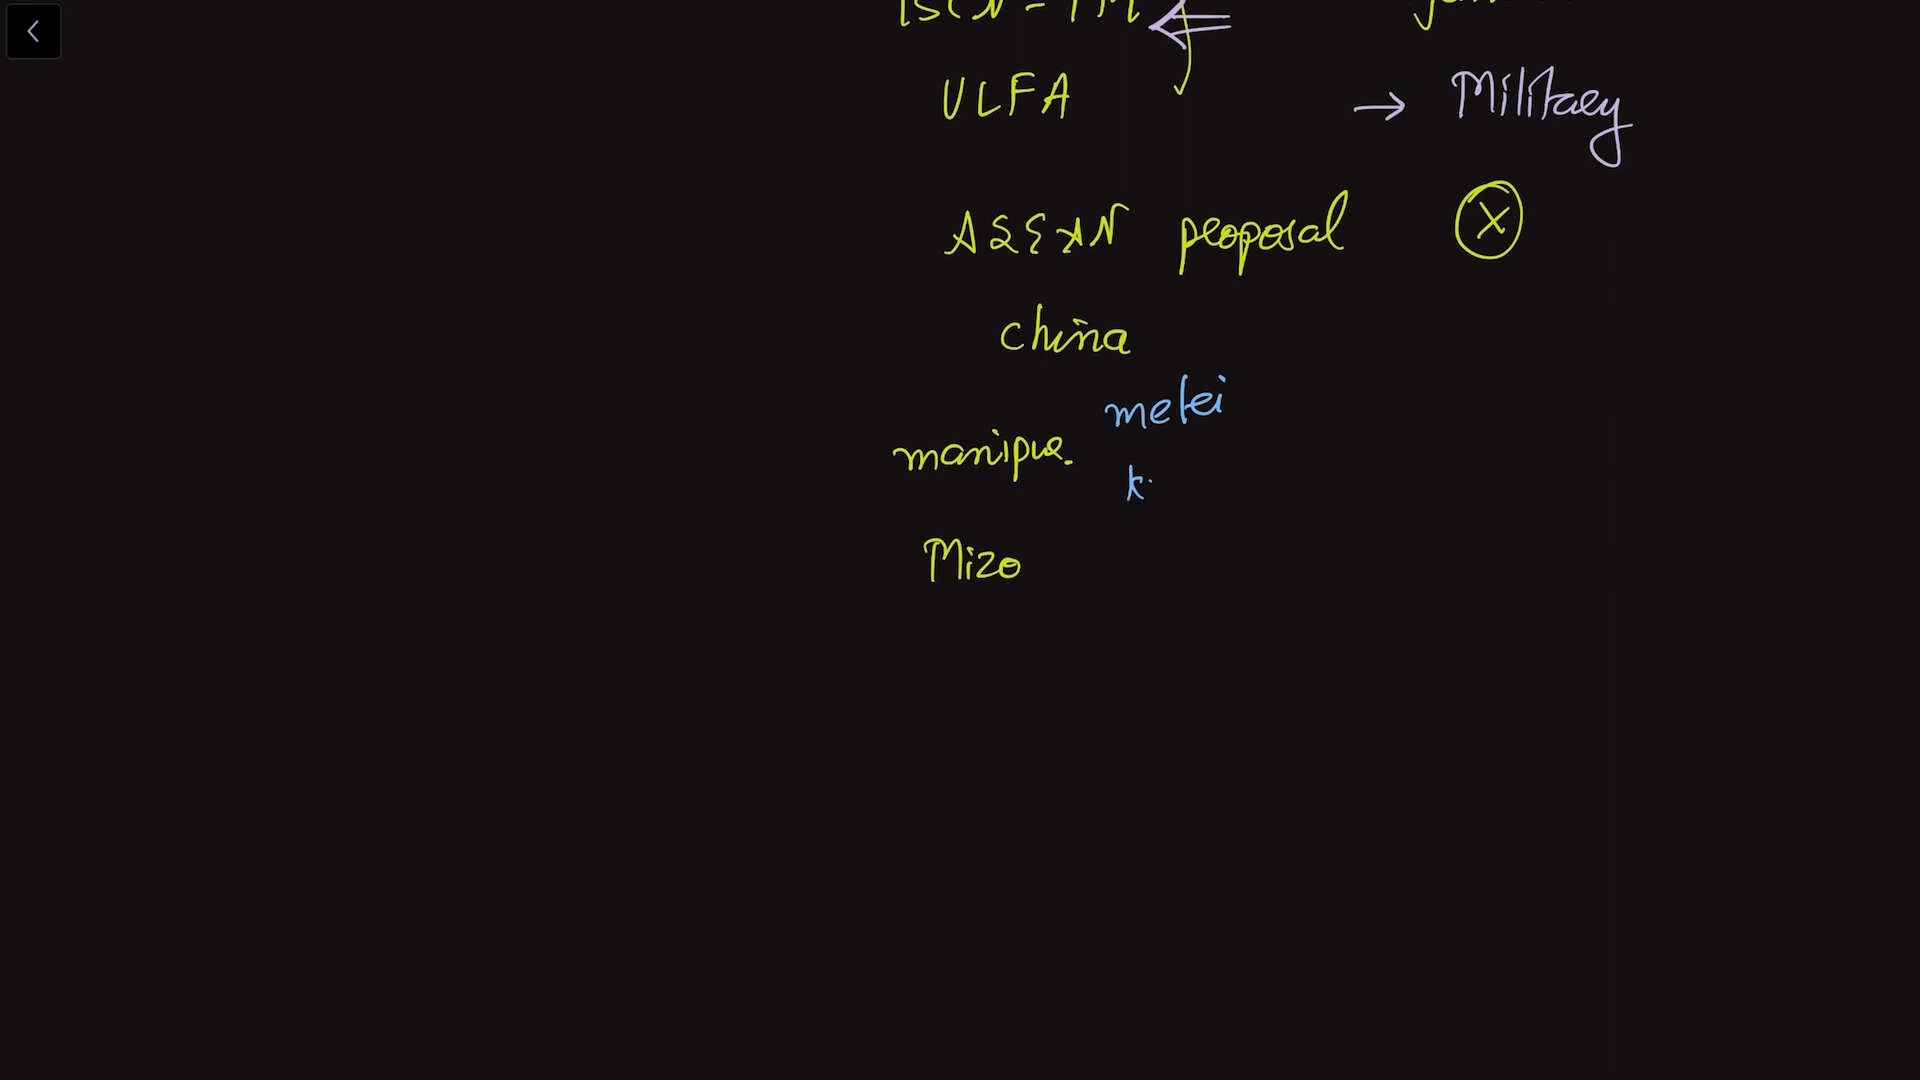 ULFA → Military
ASEAN proposal X
china
metei
manipur.
k.
Mizo